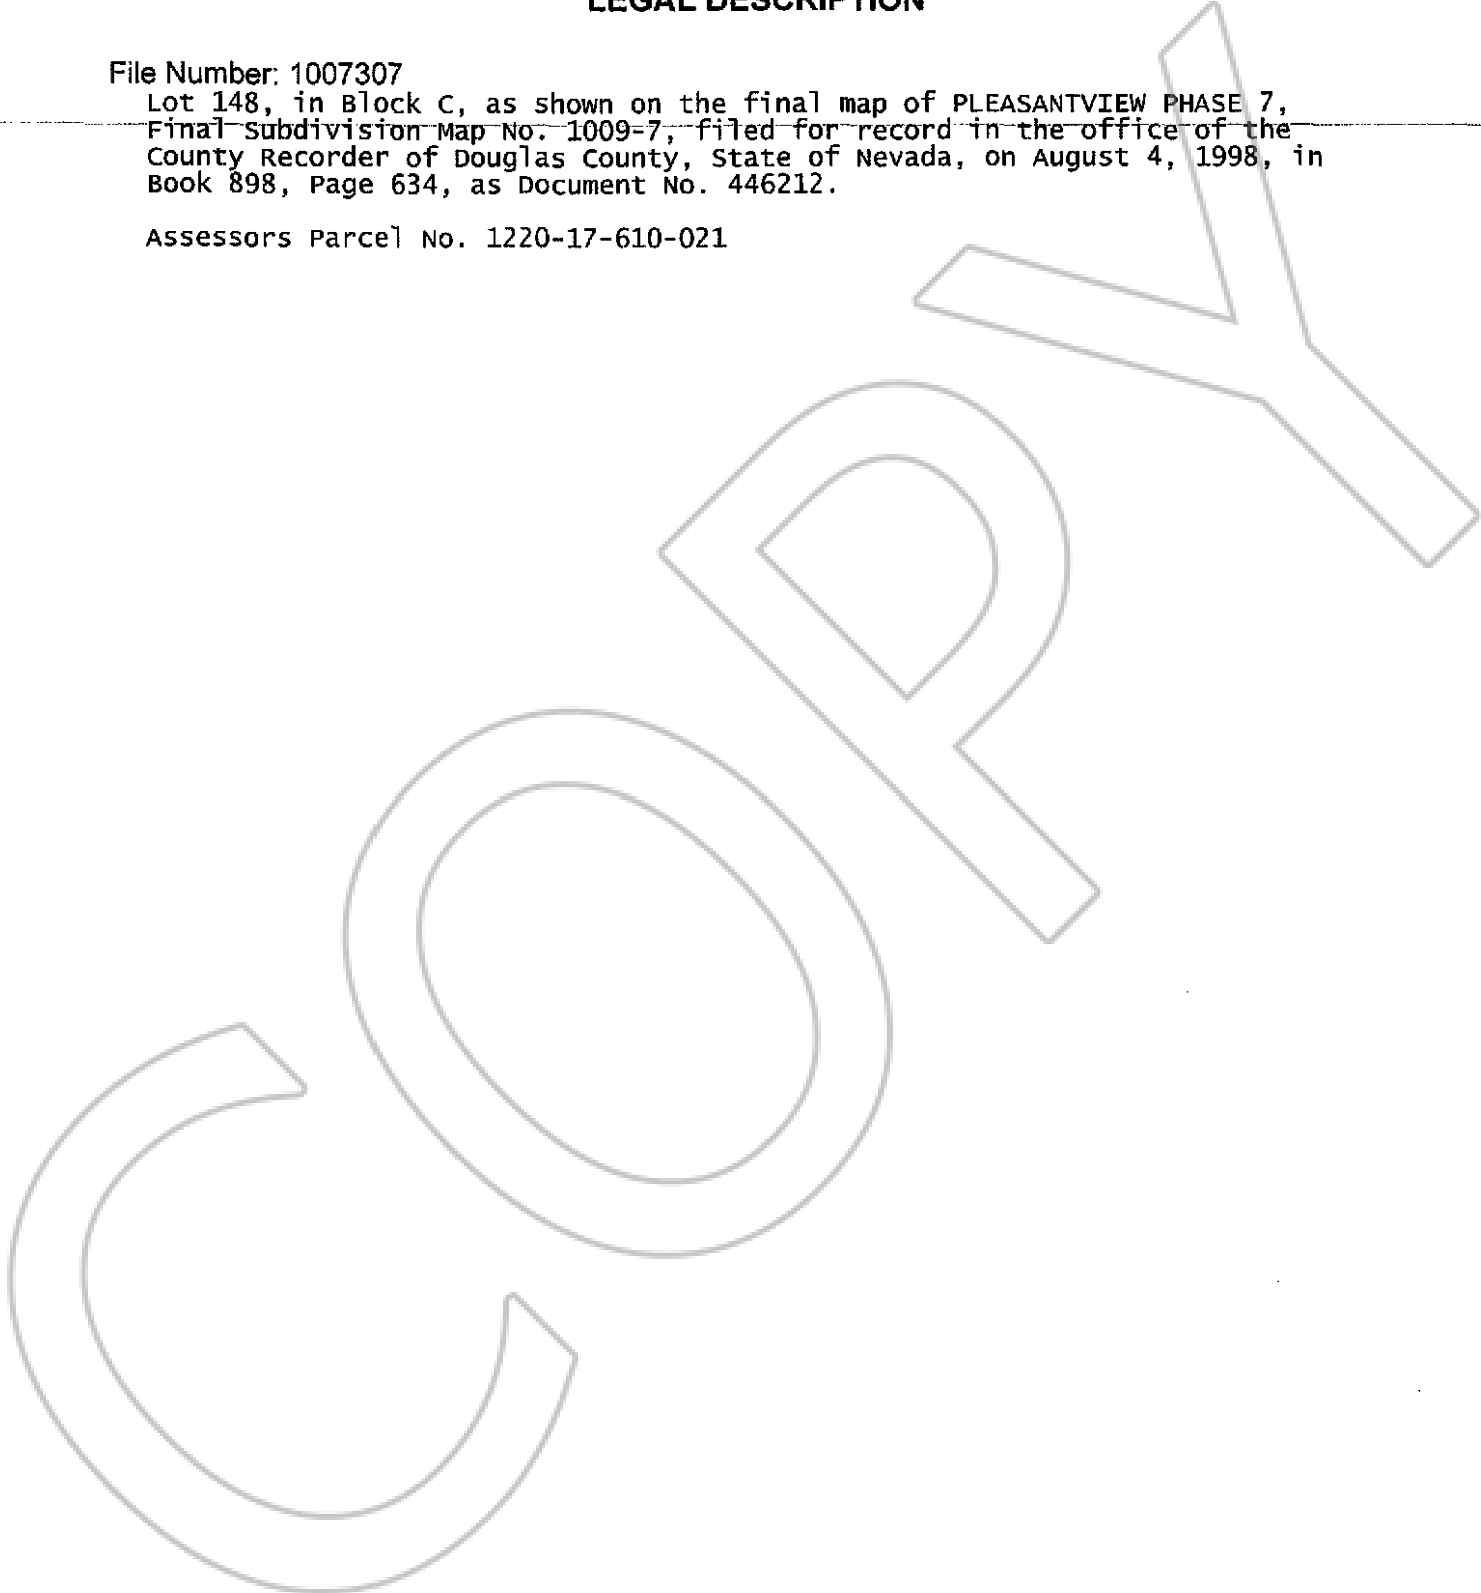 LEGAL DESCRIPTION
File Number: 1007307
Lot 148, in Block C, as shown on the final map of PLEASANTVIEW PHASE 7,
Final Subdivision Map No. 1009-7, filed for record in the office of the
County Recorder of Douglas County, State of Nevada, on August 4, 1998, in
Book 898, Page 634, as Document No. 446212.
Assessors Parcel No. 1220-17-610-021
COPY